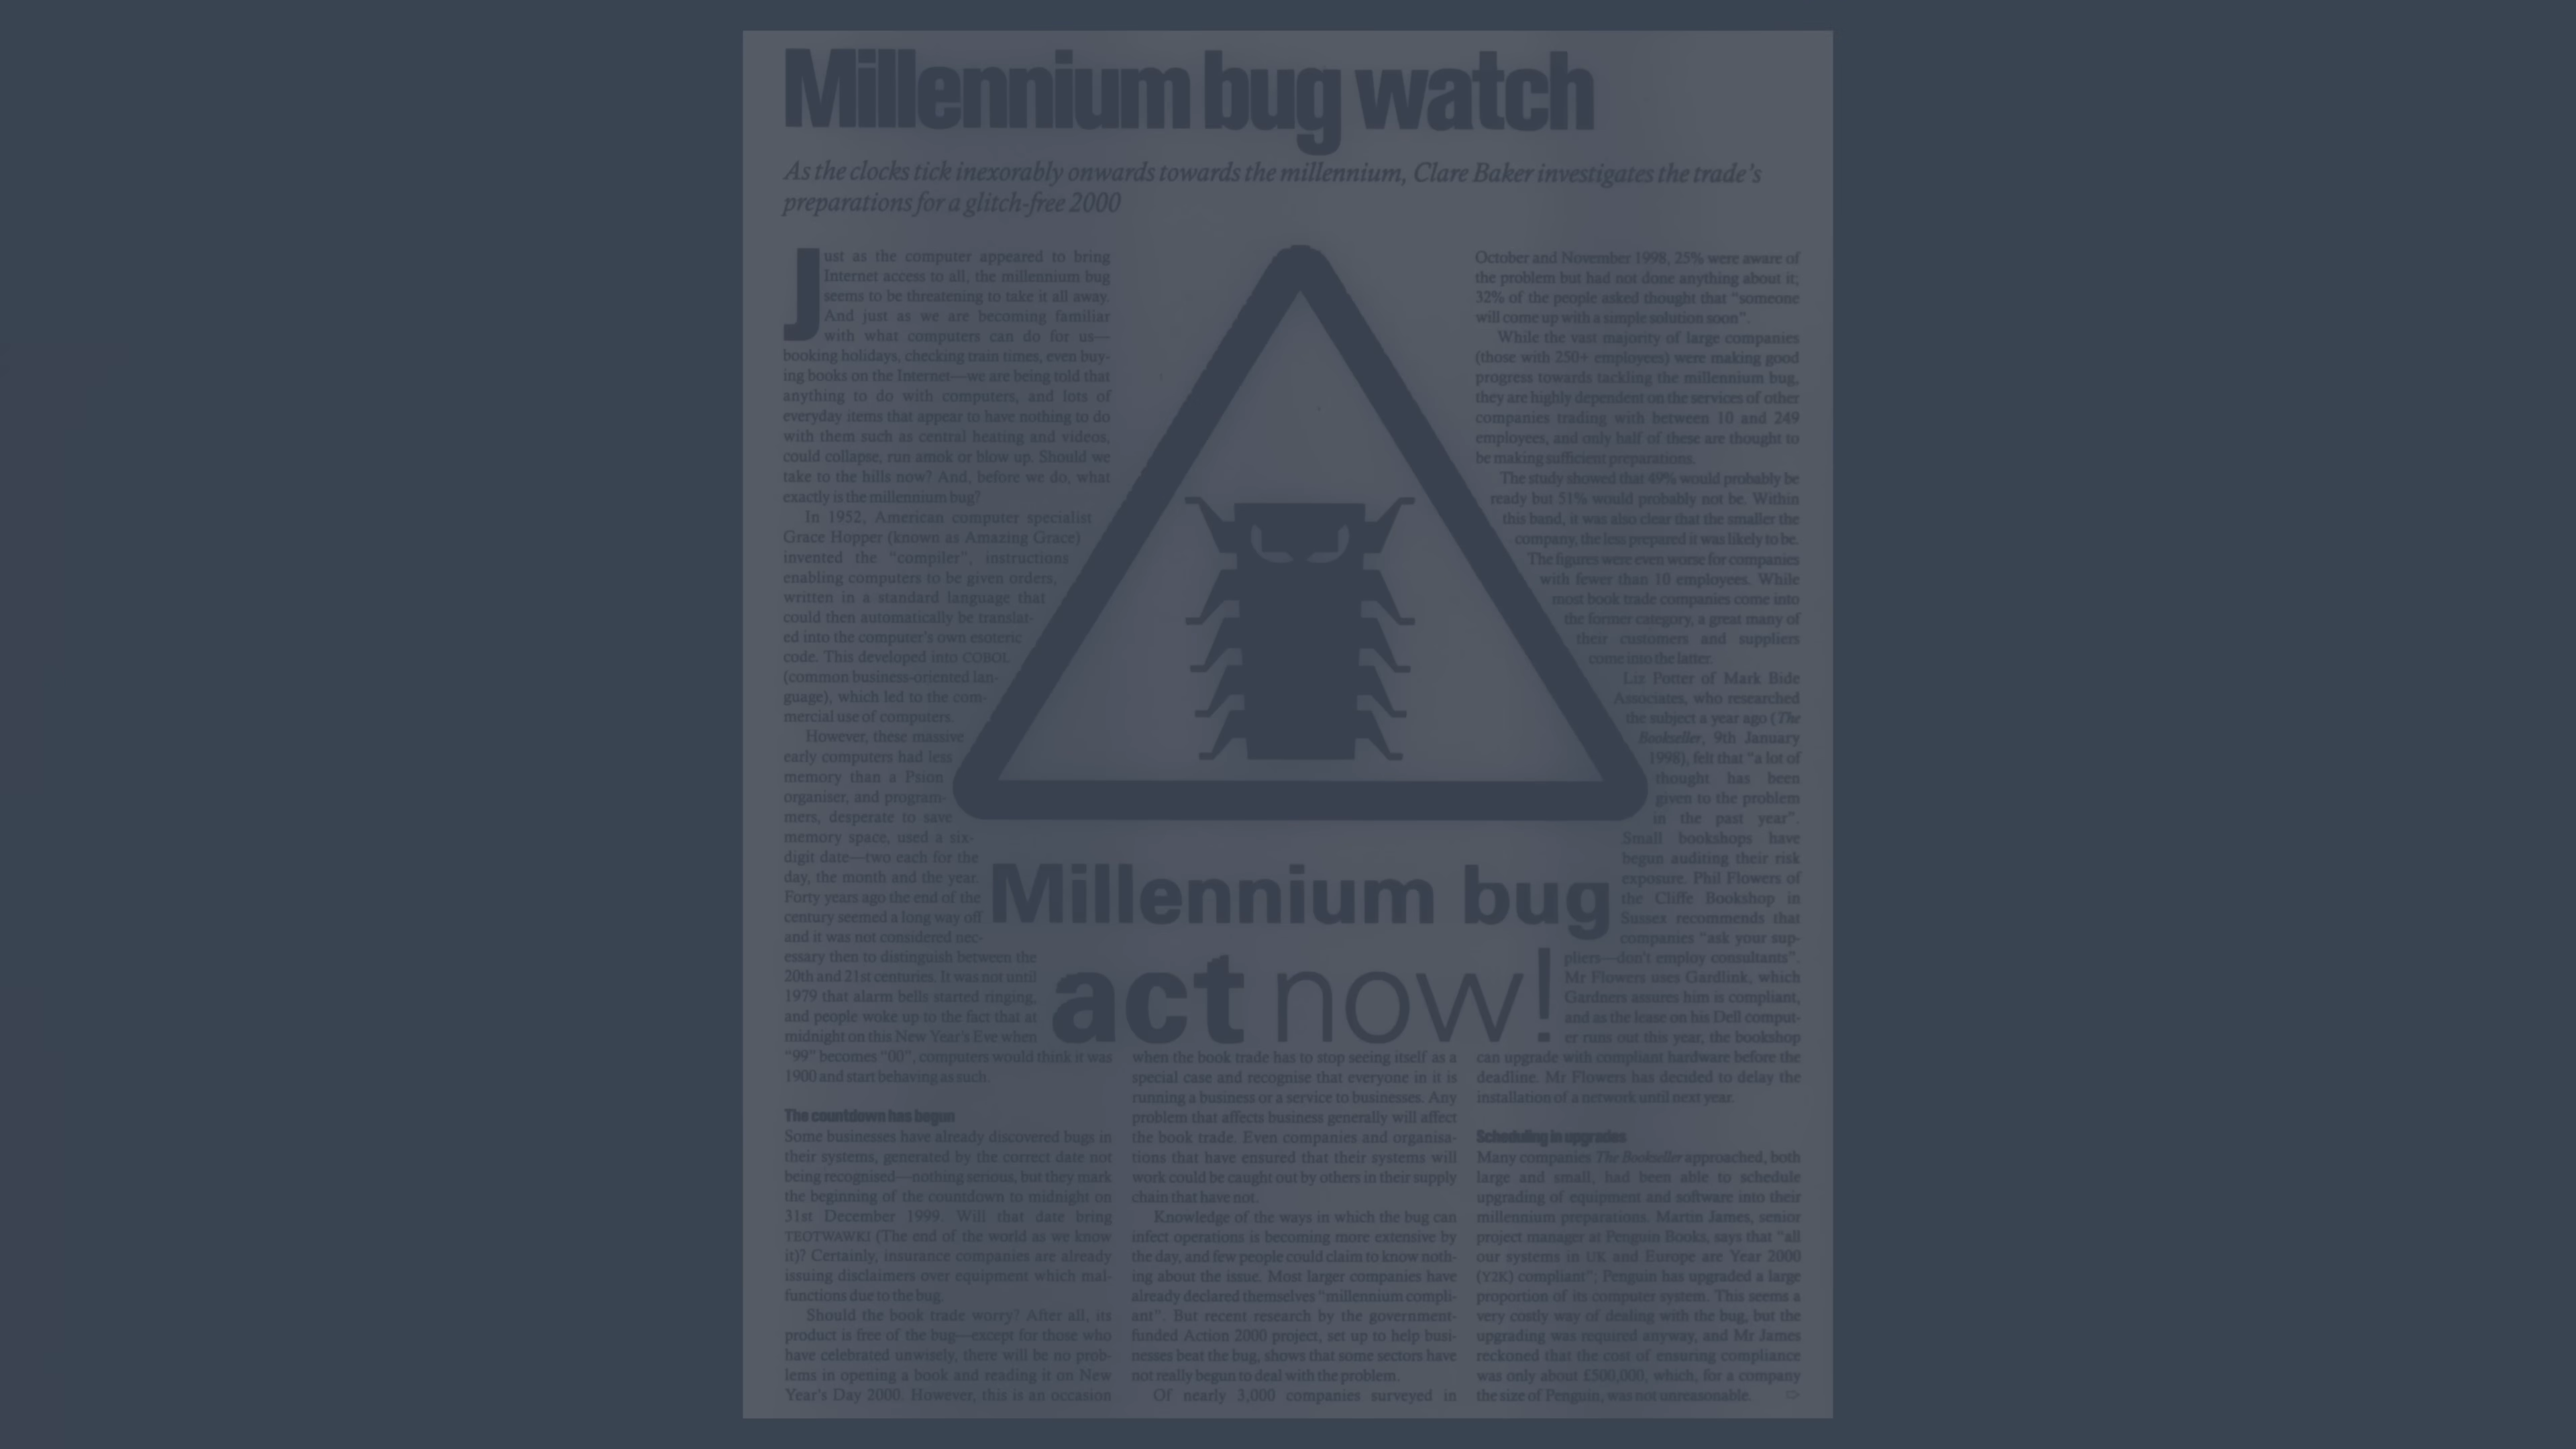 Millennium bug watch
As the clocks tick inexorably onwards towards the millennium, Clare Baker investigates the trade's
preparations for a glitch-free 2000
Just as the computer appeared to bring
Internet access to all, the millennium bug
seems to be threatening to take it all away.
And just as we are becoming familiar
with what computers can do for us—
booking holidays, checking train times, even buy-
ing books on the Internet—we are being told that
anything to do with computers, and lots of
everyday items that appear to have nothing to do
with them such as central heating and videos,
could collapse, run amok or blow up. Should we
take to the hills now? And, before we do, what
exactly is the millennium bug?
In 1952, American computer specialist
Grace Hopper (known as Amazing Grace)
invented the "compiler", instructions
enabling computers to be given orders,
written in a standard language that
could then automatically be translat-
ed into the computer's own esoteric
code. This developed into COBOL
(common business-oriented lan-
guage), which led to the com-
mercial use of computers.
However, these massive
early computers had less
memory than a Psion
organiser, and program-
mers, desperate to save
memory space, used a six-
digit date—two each for the
day, the month and the year.
Forty years ago the end of the
century seemed a long way off
and it was not considered nec-
essary then to distinguish between the
20th and 21st centuries. It was not until
1979 that alarm bells started ringing,
and people woke up to the fact that at
midnight on this New Year's Eve when
"99" becomes "00", computers would think it was
1900 and start behaving as such.
The countdown has begun
Some businesses have already discovered bugs in
their systems, generated by the correct date not
being recognised—nothing serious, but they mark
the beginning of the countdown to midnight on
31st December 1999. Will that date bring
TEOTWAWKI (The end of the world as we know
it)? Certainly, insurance companies are already
issuing disclaimers over equipment which mal-
functions due to the bug.
Should the book trade worry? After all, its
product is free of the bug—except for those who
have celebrated unwisely, there will be no prob-
lems in opening a book and reading it on New
Year's Day 2000. However, this is an occasion
Millennium bug
act now!
when the book trade has to stop seeing itself as a
special case and recognise that everyone in it is
running a business or a service to businesses. Any
problem that affects business generally will affect
the book trade. Even companies and organisa-
tions that have ensured that their systems will
work could be caught out by others in their supply
chain that have not.
Knowledge of the ways in which the bug can
infect operations is becoming more extensive by
the day, and few people could claim to know noth-
ing about the issue. Most larger companies have
already declared themselves "millennium compli-
ant". But recent research by the government-
funded Action 2000 project, set up to help busi-
nesses beat the bug, shows that some sectors have
not really begun to deal with the problem.
Of nearly 3,000 companies surveyed in
October and November 1998, 25% were aware of
the problem but had not done anything about it;
32% of the people asked thought that "someone
will come up with a simple solution soon".
While the vast majority of large companies
(those with 250+ employees) were making good
progress towards tackling the millennium bug,
they are highly dependent on the services of other
companies trading with between 10 and 249
employees, and only half of these are thought to
be making sufficient preparations.
The study showed that 49% would probably be
ready but 51% would probably not be. Within
this band, it was also clear that the smaller the
company, the less prepared it was likely to be.
The figures were even worse for companies
with fewer than 10 employees. While
most book trade companies come into
the former category, a great many of
their customers and suppliers
come into the latter.
Liz Potter of Mark Bide
Associates, who researched
the subject a year ago (The
Bookseller, 9th January
1998), felt that "a lot of
thought has been
given to the problem
in the past year".
Small bookshops have
begun auditing their risk
exposure. Phil Flowers of
the Cliffe Bookshop in
Sussex recommends that
companies "ask your sup-
pliers—don't employ consultants".
Mr Flowers uses Gardlink, which
Gardners assures him is compliant,
and as the lease on his Dell comput-
er runs out this year, the bookshop
can upgrade with compliant hardware before the
deadline. Mr Flowers has decided to delay the
installation of a network until next year.
Scheduling in upgrades
Many companies The Bookseller approached, both
large and small, had been able to schedule
upgrading of equipment and software into their
millennium preparations. Martin James, senior
project manager at Penguin Books, says that "all
our systems in UK and Europe are Year 2000
(Y2K) compliant"; Penguin has upgraded a large
proportion of its computer system. This seems a
very costly way of dealing with the bug, but the
upgrading was required anyway, and Mr James
reckoned that the cost of ensuring compliance
was only about £500,000, which, for a company
the size of Penguin, was not unreasonable.